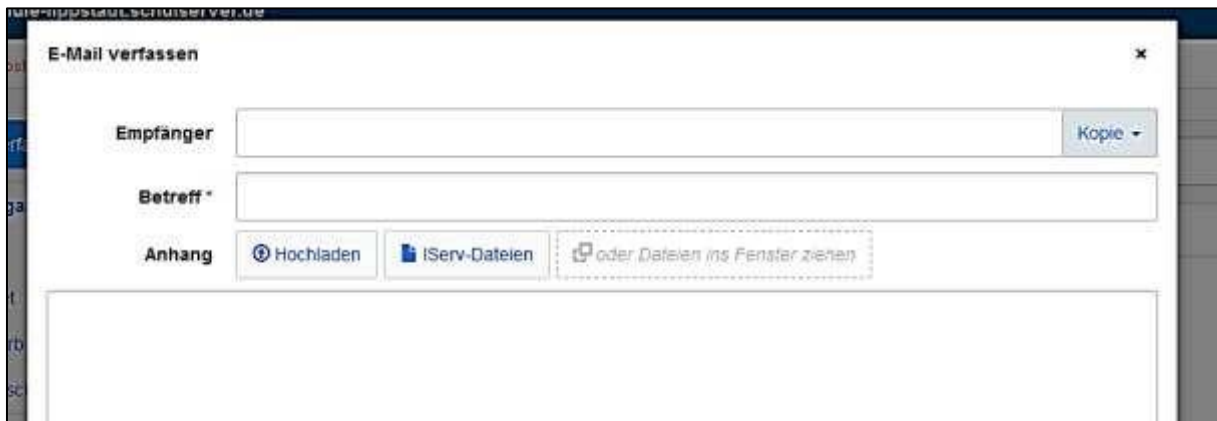 E-Mail verfassen
×
Empfänger
Kopie
Betreff *
Anhang
Hochladen
IServ-Dateien
oder Dateien ins Fenster ziehen